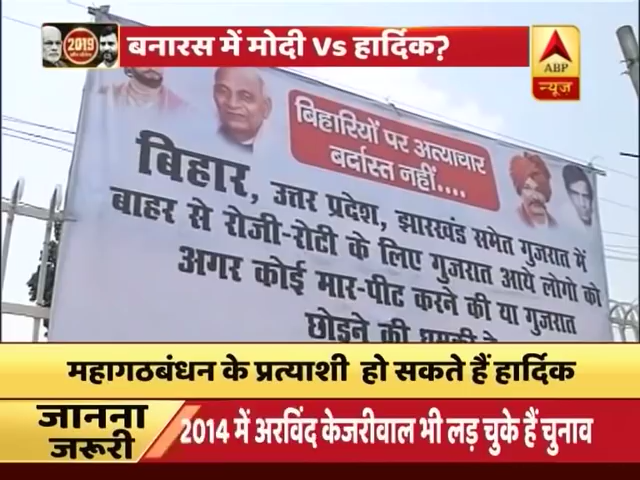 2019
बनारस में मोदी Vs हार्दिक?
ABP
न्यूज़
बिहारियों पर अत्याचार
बर्दास्त नहीं....
बिहार, उत्तर प्रदेश, झारखंड समेत गुजरात में
बाहर से रोजी-रोटी के लिए गुजरात आये लोगो को
अगर कोई मार-पीट करने की या गुजरात
छोड़ने की
महागठबंधन के प्रत्याशी हो सकते हैं हार्दिक
जानना
जरूरी
2014 में अरविंद केजरीवाल भी लड़ चुके हैं चुनाव